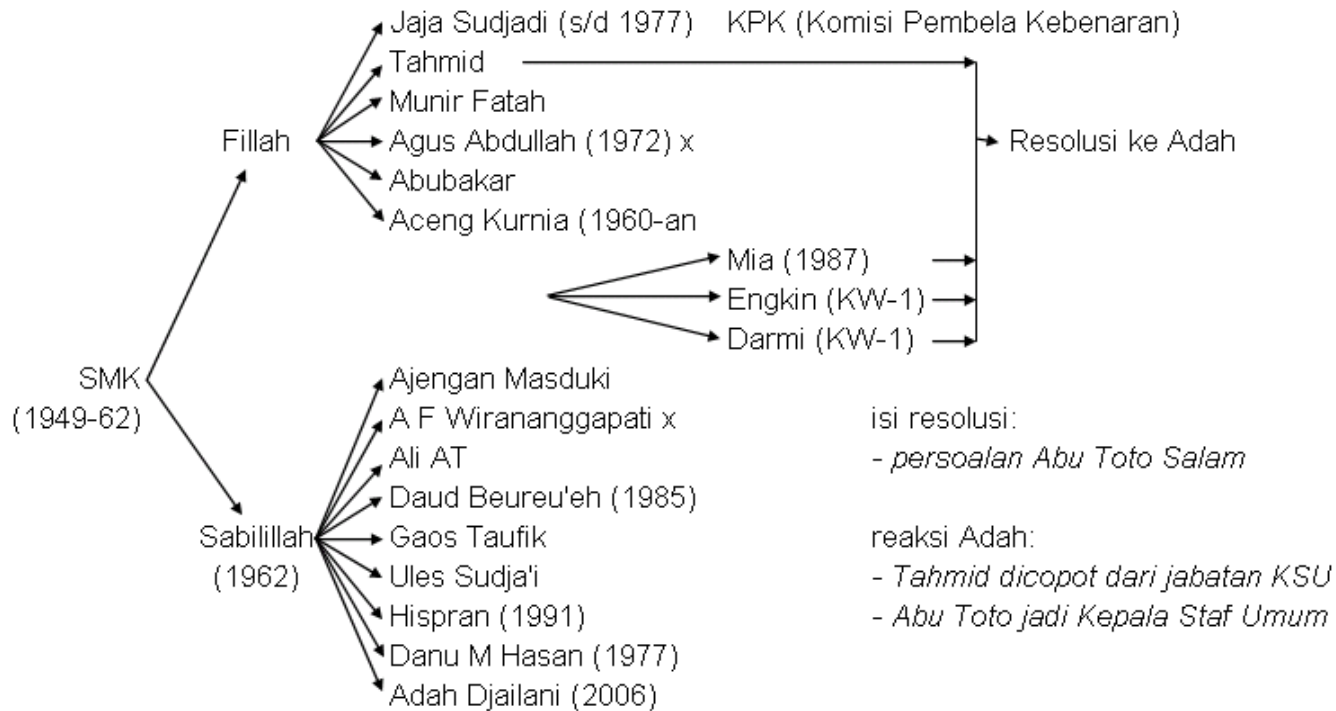 Jaja Sudjadi (s/d 1977) KPK (Komisi Pembela Kebenaran)
Tahmid
Munir Fatah
Fillah
Agus Abdullah (1972) x
Resolusi ke Adah
Abubakar
Aceng Kurnia (1960-an
Mia (1987)
Engkin (KW-1)
Darmi (KW-1)
SMK
(1949-62)
Ajengan Masduki
A F Wirananggapati x
Ali AT
Daud Beureu'eh (1985)
Sabilillah
(1962)
Gaos Taufik
Ules Sudja'i
Hispran (1991)
Danu M Hasan (1977)
Adah Djailani (2006)
isi resolusi:
- persoalan Abu Toto Salam
reaksi Adah:
- Tahmid dicopot dari jabatan KSU
- Abu Toto jadi Kepala Staf Umum